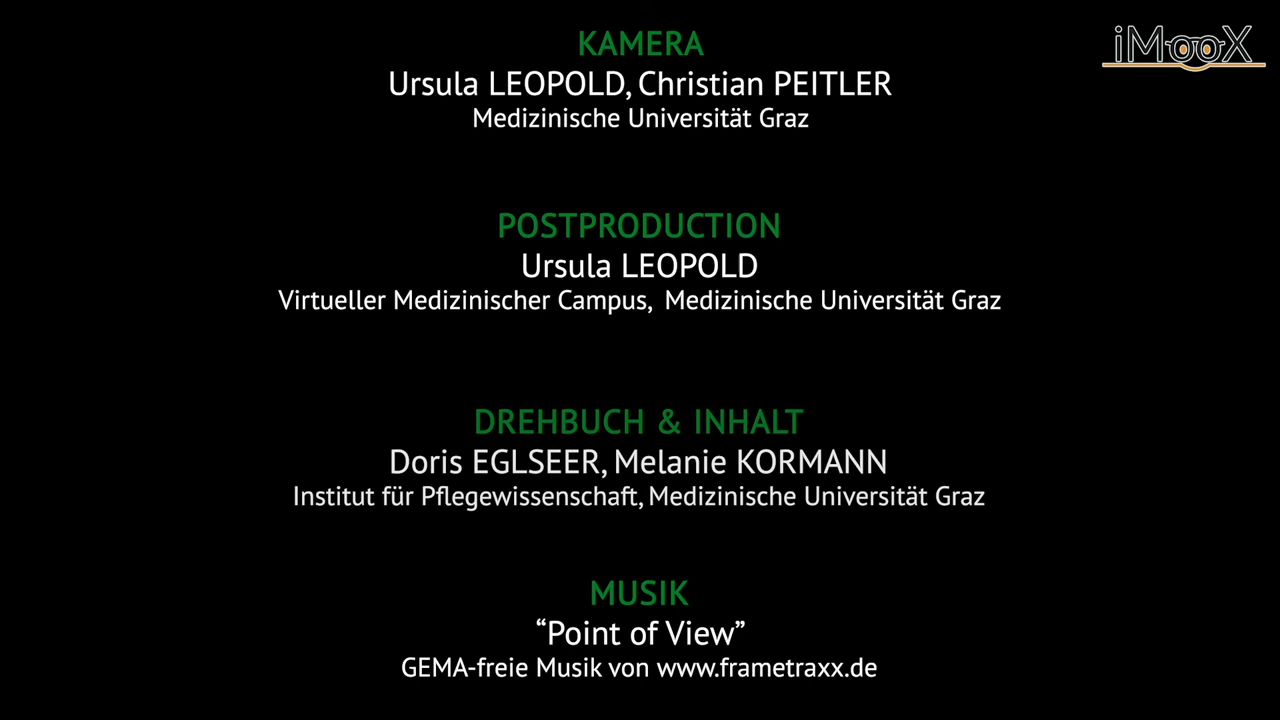 iMooX
KAMERA
Ursula LEOPOLD, Christian PEITLER
Medizinische Universität Graz
POSTPRODUCTION
Ursula LEOPOLD
Virtueller Medizinischer Campus, Medizinische Universität Graz
DREHBUCH & INHALT
Doris EGLSEER, Melanie KORMANN
Institut für Pflegewissenschaft, Medizinische Universität Graz
MUSIK
“Point of View”
GEMA-freie Musik von www.frametraxx.de